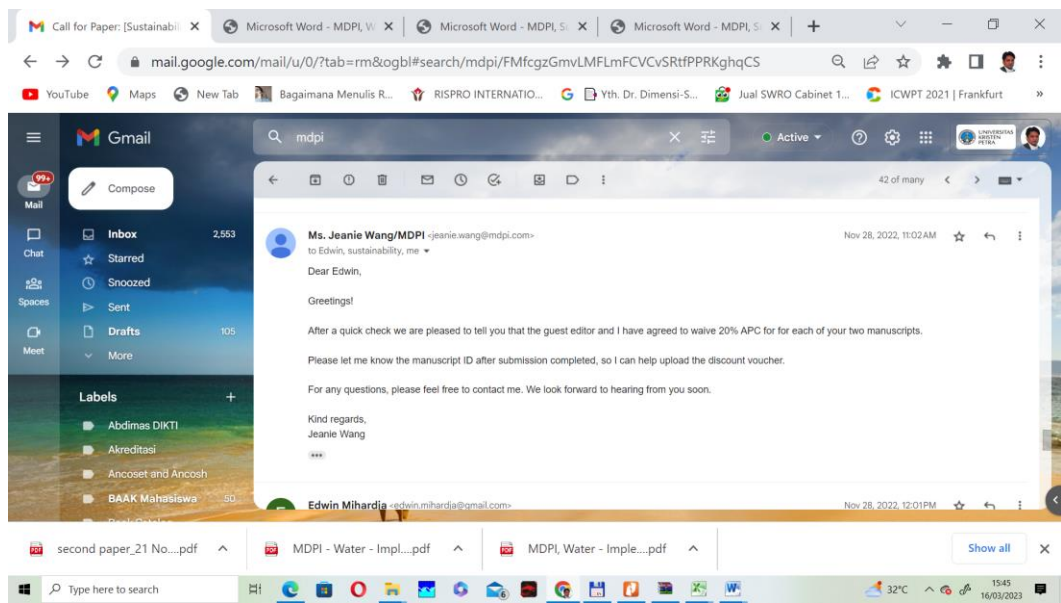 Call for Paper: [Sustainabil
Microsoft Word - MDPI, W
Microsoft Word - MDPI, S
Microsoft Word - MDPI, S
mail.google.com/mail/u/0/?tab=rm&ogbl#search/mdpi/FMfcgzGmvLMFLmFCVCvSRtfPPRKghqCS
YouTube
Maps
New Tab
Bagaimana Menulis R...
RISPRO INTERNATIO...
Yth. Dr. Dimensi-S...
Jual SWRO Cabinet 1...
ICWPT 2021 | Frankfurt
»
Gmail
mdpi
Active
UNIVERSITAS
KRISTEN
PETRA
99+
Mail
Chat
Spaces
Meet
Compose
Inbox 2,553
Starred
Snoozed
Sent
Drafts 105
More
Labels +
Abdimas DIKTI
Akreditasi
Ancoset and Ancosh
BAAK Mahasiswa 50
42 of many
Ms. Jeanie Wang/MDPI <jeanie.wang@mdpi.com>
Nov 28, 2022, 11:02 AM
to Edwin, sustainability, me
Dear Edwin,
Greetings!
After a quick check we are pleased to tell you that the guest editor and I have agreed to waive 20% APC for for each of your two manuscripts.
Please let me know the manuscript ID after submission completed, so I can help upload the discount voucher.
For any questions, please feel free to contact me. We look forward to hearing from you soon.
Kind regards,
Jeanie Wang
Edwin Mihardja <edwin.mihardja@gmail.com>
Nov 28, 2022, 12:01 PM
second paper_21 No....pdf
MDPI - Water - Impl....pdf
MDPI, Water - Imple....pdf
Show all
Type here to search
32°C
15:45
16/03/2023